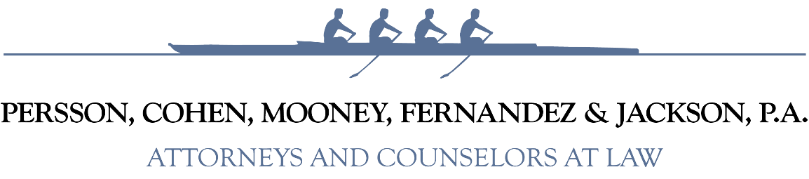 PERSSON, COHEN, MOONEY, FERNANDEZ & JACKSON, P.A.
ATTORNEYS AND COUNSELORS AT LAW